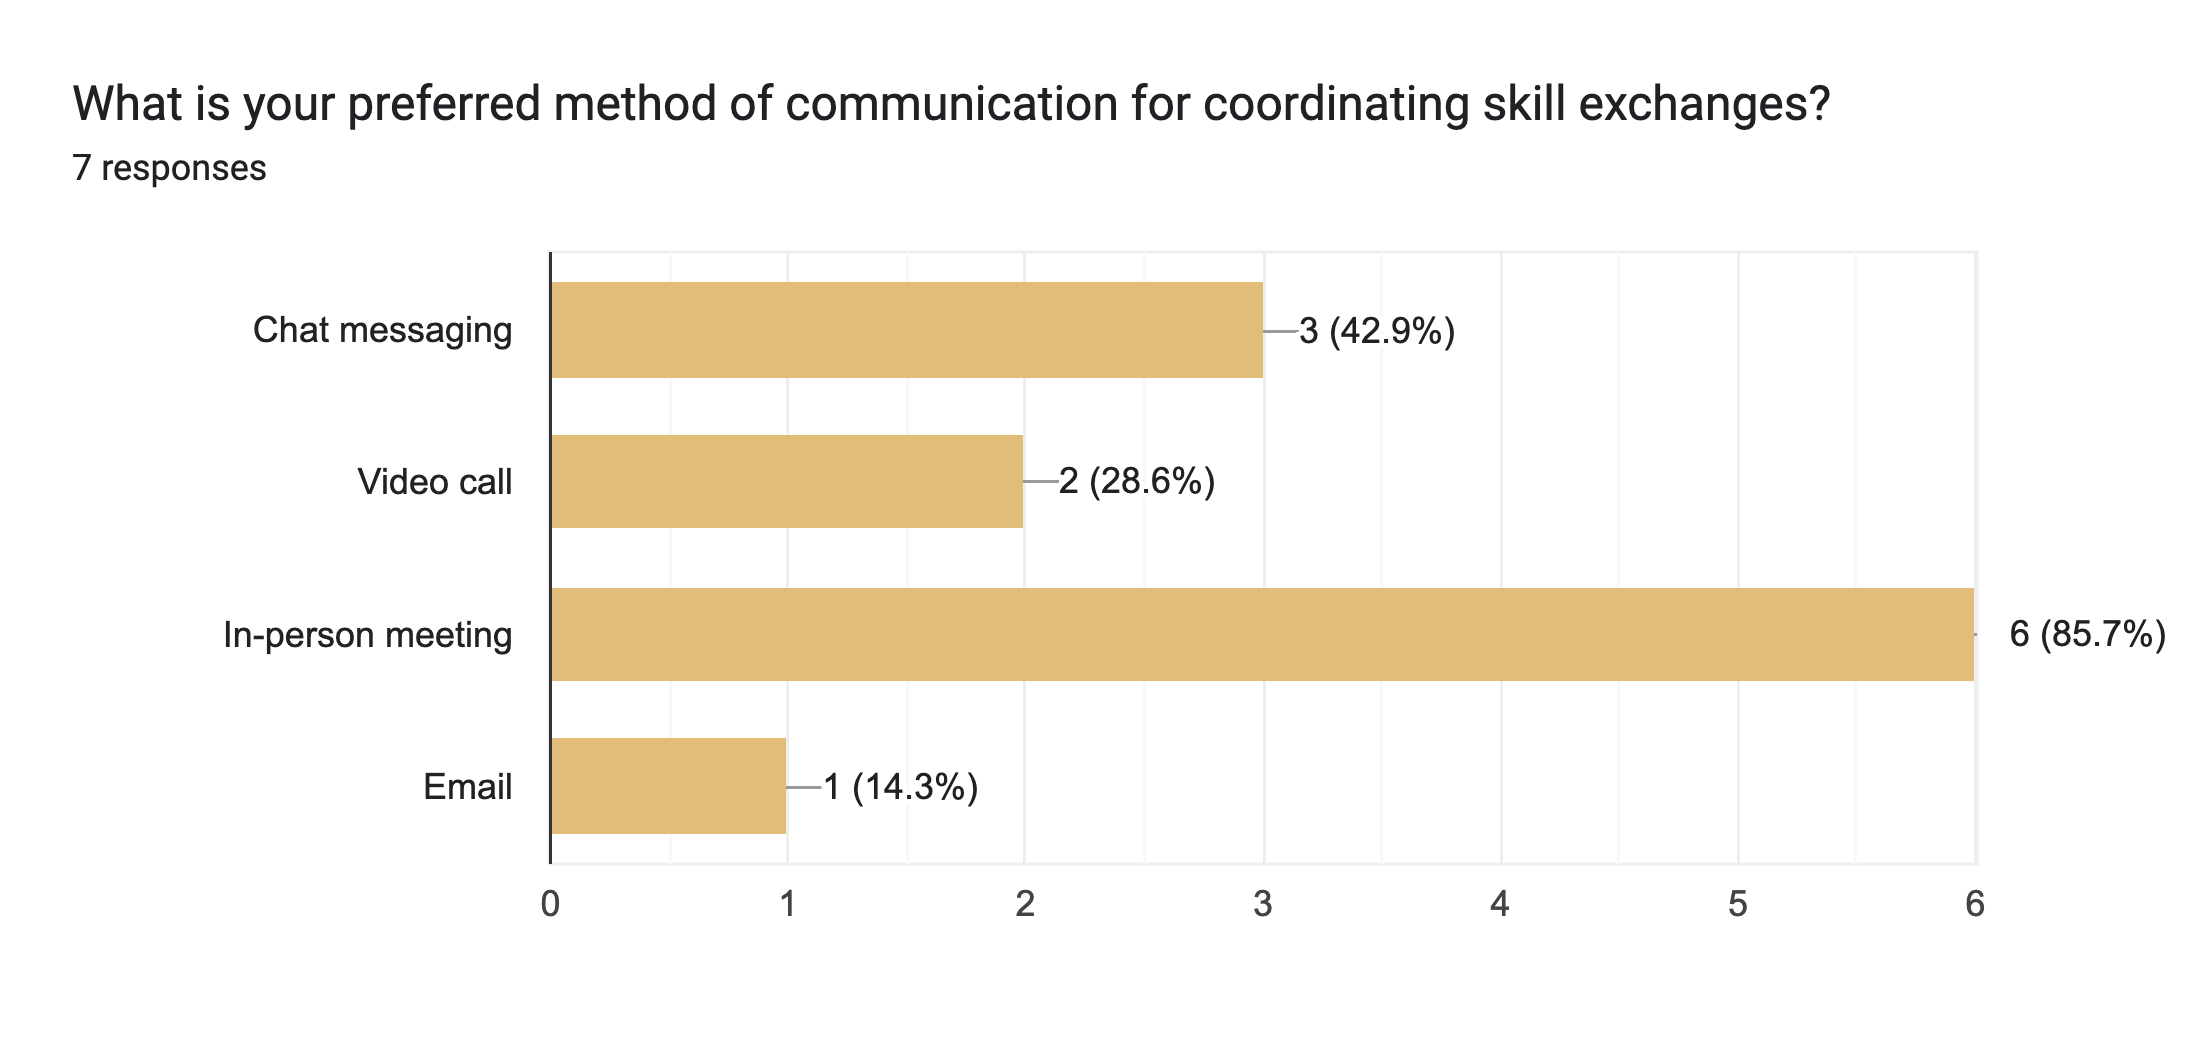 What is your preferred method of communication for coordinating skill exchanges?
7 responses
Chat messaging
3 (42.9%)
Video call
2 (28.6%)
In-person meeting
6 (85.7%)
Email
1 (14.3%)
0 1 2 3 4 5 6